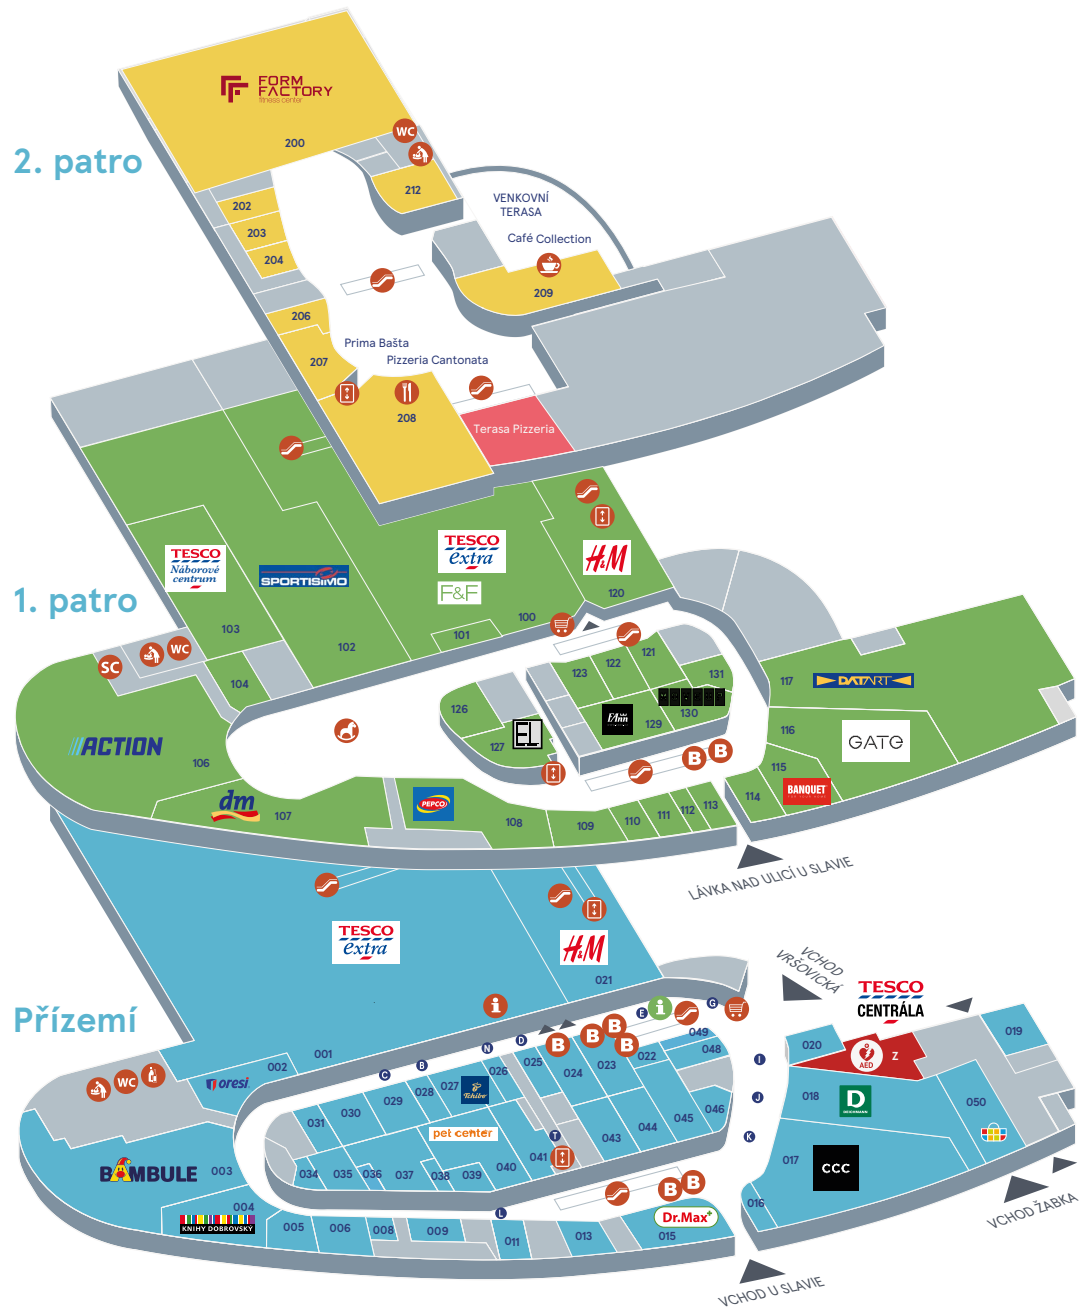 FORM
FACTORY
fitness center
200
WC
2. patro
212
202
203
204
VENKOVNÍ
TERASA
Café Collection
209
206
207
Prima Bašta
Pizzeria Cantonata
208
Terasa Pizzeria
TESCO
Náborové
centrum
SPORTISIMO
TESCO
extra
F&F
H&M
120
100
101
102
103
104
1. patro
SC
WC
121
122
123
131
130
129
FAnn
126
127
EL
117
DATART
116
GATE
115
BANQUET
114
ACTION
106
dm
107
PEPCO
108
109
110
111
112
113
B
B
LÁVKA NAD ULICÍ U SLAVIE
TESCO
extra
H&M
021
VCHOD
VRŠOVICKÁ
TESCO
CENTRÁLA
Přízemí
i
001
002
oresi
WC
BAMBULE
003
004
KNIHY DOBROVSKÝ
005
006
008
009
011
013
015
Dr.Max+
016
017
CCC
018
D
DEICHMANN
019
020
AED
Z
050
049
048
046
045
044
043
022
023
024
025
026
027
Tchibo
028
029
030
031
034
035
036
037
038
039
040
041
pet center
B
B
B
B
B
B
i
C
B
N
D
E
G
I
J
K
L
T
VCHOD U SLAVIE
VCHOD ŽABKA